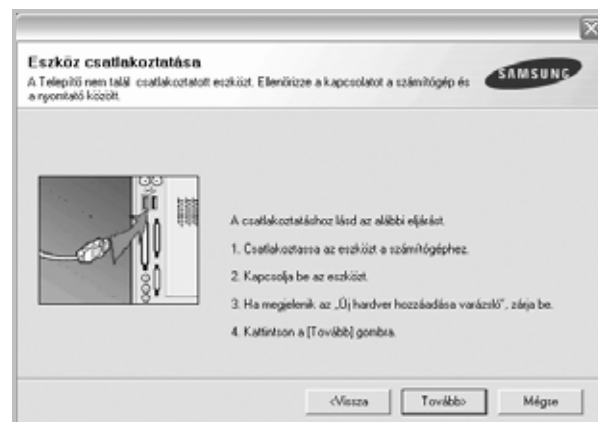 Eszköz csatlakoztatása
A Telepítő nem talál csatlakoztatott eszközt. Ellenőrizze a kapcsolatot a számítógép és
a nyomtató között.
SAMSUNG
A csatlakoztatáshoz lásd az alábbi eljárást.
1. Csatlakoztassa az eszközt a számítógéphez.
2. Kapcsolja be az eszközt.
3. Ha megjelenik az „Új hardver hozzáadása varázsló”, zárja be.
4. Kattintson a [Tovább] gombra.
<Vissza
Tovább>
Mégse